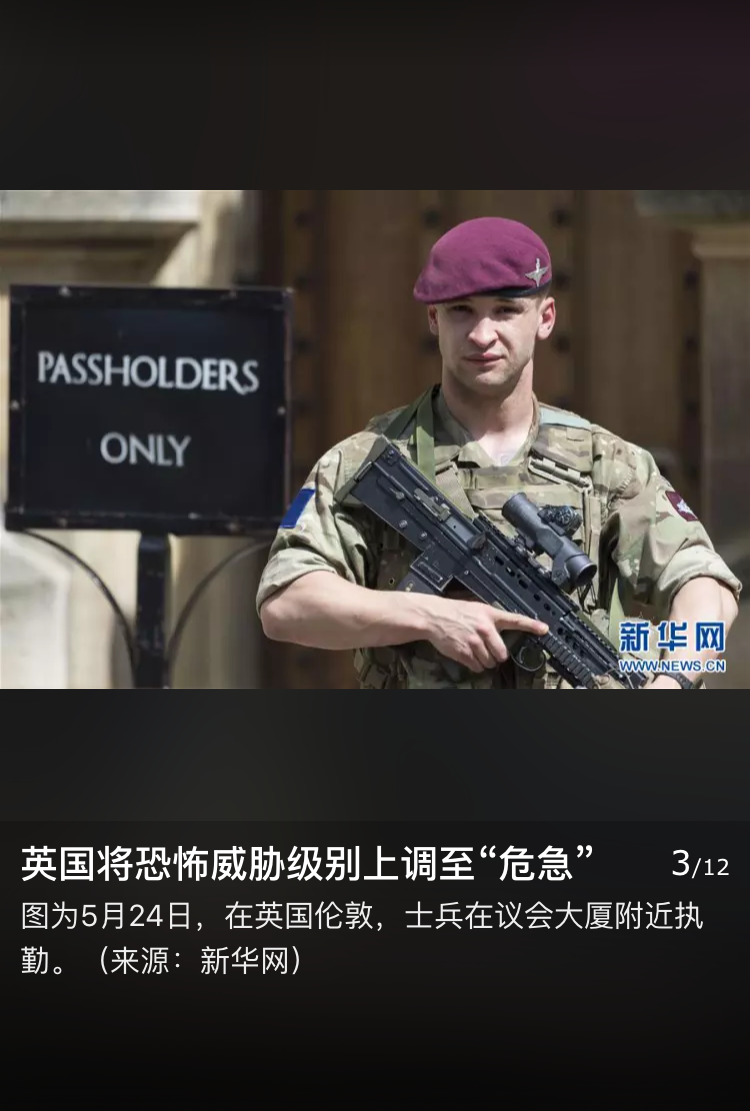 PASSHOLDERS
ONLY
新华网
WWW.NEWS.CN
英国将恐怖威胁级别上调至“危急” 3/12
图为5月24日，在英国伦敦，士兵在议会大厦附近执
勤。（来源：新华网）